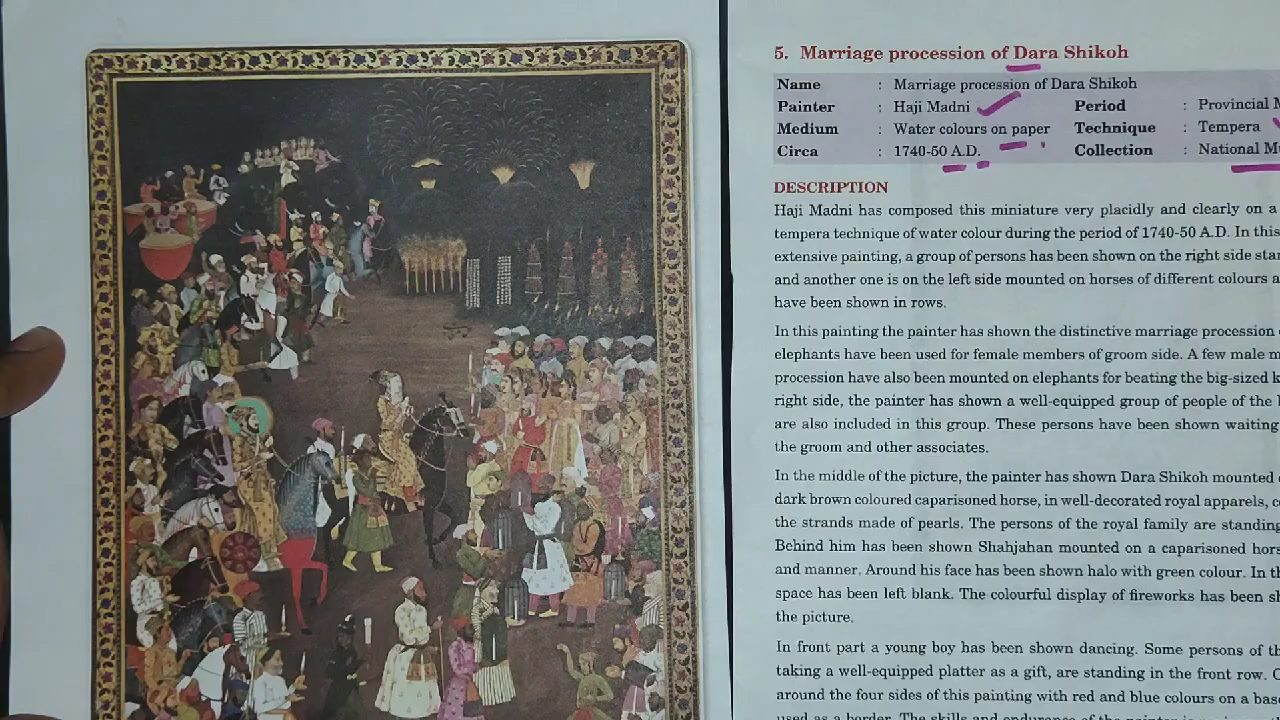 5. Marriage procession of Dara Shikoh
Name : Marriage procession of Dara Shikoh
Painter : Haji Madni Period : Provincial
Medium : Water colours on paper Technique : Tempera
Circa : 1740-50 A.D. Collection : National
DESCRIPTION
Haji Madni has composed this miniature very placidly and clearly on a
tempera technique of water colour during the period of 1740-50 A.D. In this
extensive painting, a group of persons has been shown on the right side
and another one is on the left side mounted on horses of different colours
have been shown in rows.
In this painting the painter has shown the distinctive marriage procession
elephants have been used for female members of groom side. A few male
procession have also been mounted on elephants for beating the big-sized
right side, the painter has shown a well-equipped group of people of the
are also included in this group. These persons have been shown waiting
the groom and other associates.
In the middle of the picture, the painter has shown Dara Shikoh mounted
dark brown coloured caparisoned horse, in well-decorated royal apparels,
the strands made of pearls. The persons of the royal family are standing
Behind him has been shown Shahjahan mounted on a caparisoned
and manner. Around his face has been shown halo with green colour. In
space has been left blank. The colourful display of fireworks has been
the picture.
In front part a young boy has been shown dancing. Some persons of
taking a well-equipped platter as a gift, are standing in the front row.
around the four sides of this painting with red and blue colours on a
used as a border. The skills and endurance of the painter is